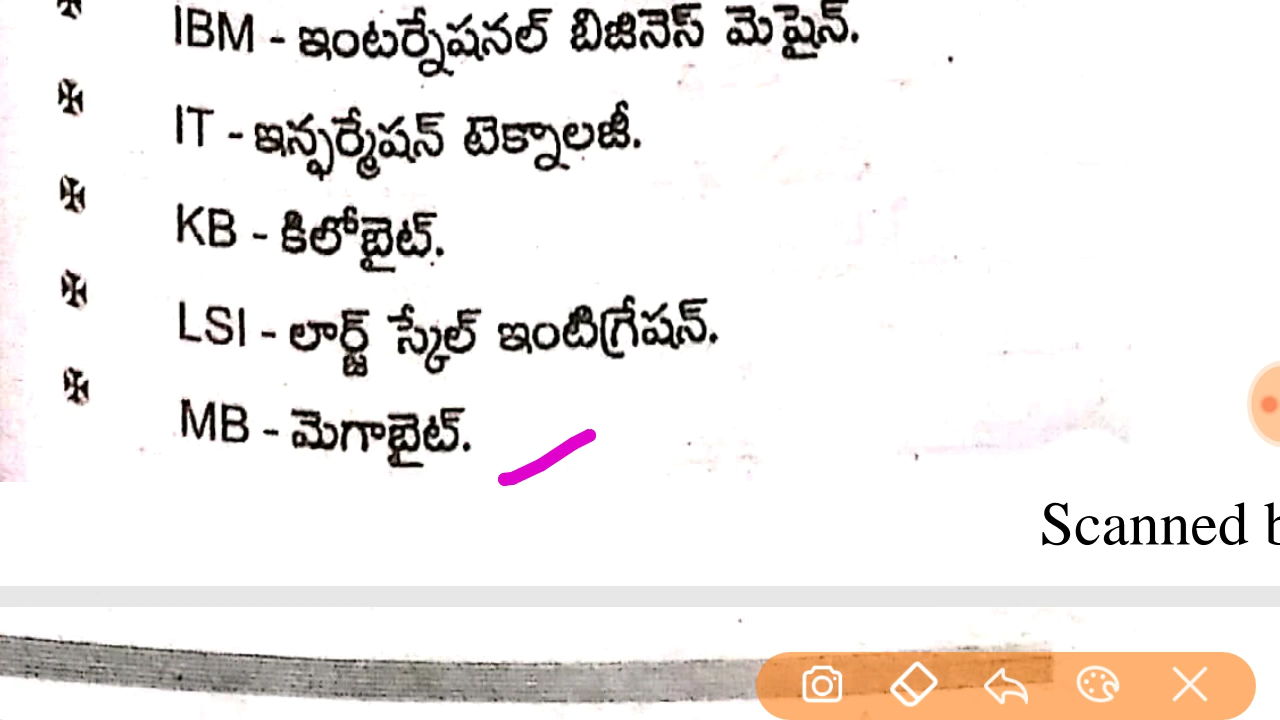 IBM - ఇంటర్నేషనల్ బిజినెస్ మెషైన్.
IT - ఇన్ఫర్మేషన్ టెక్నాలజీ.
KB - కిలోబైట్.
LSI - లార్జ్ స్కేల్ ఇంటిగ్రేషన్.
MB - మెగాబైట్.
Scanned b